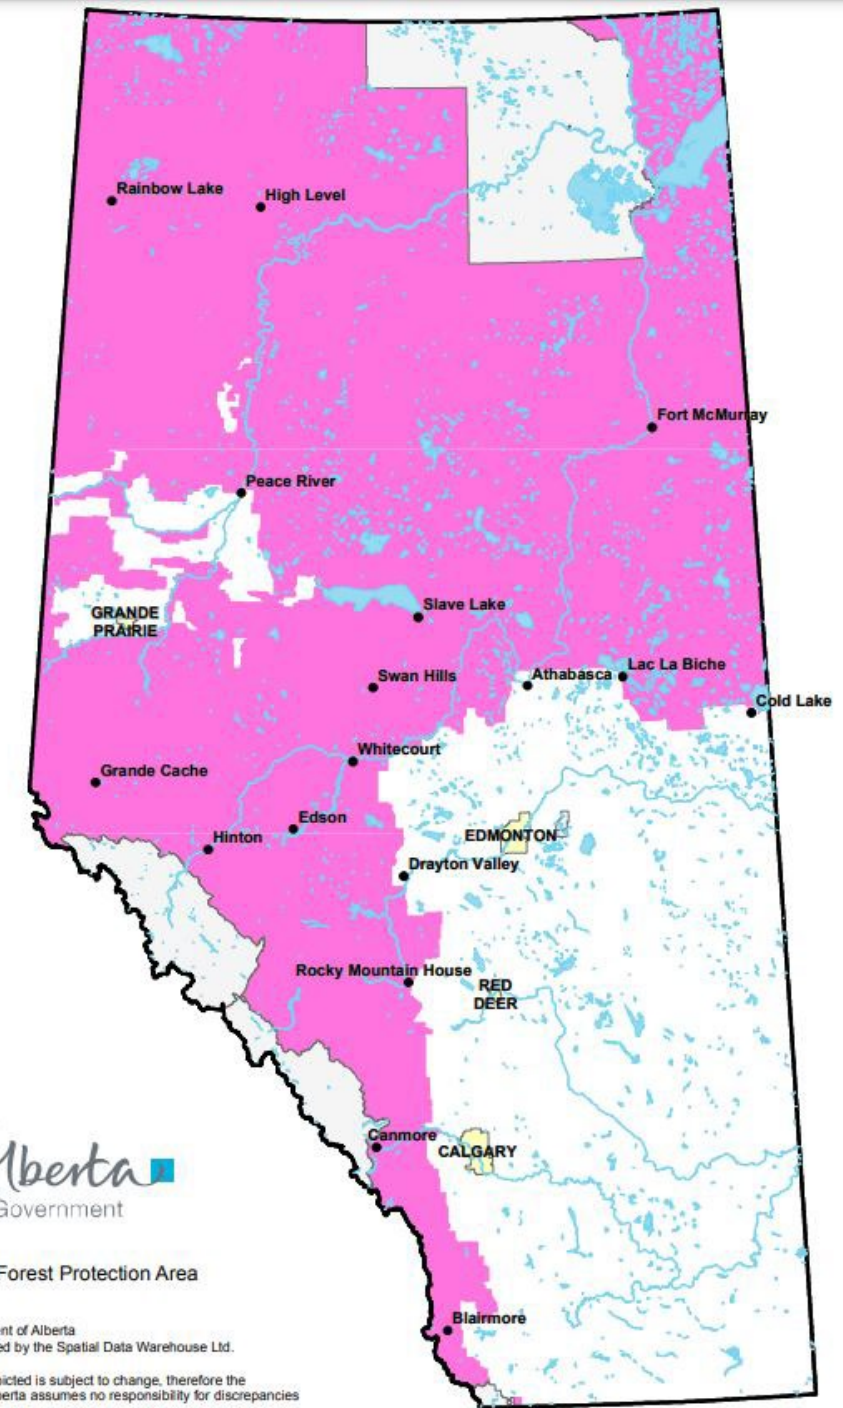 Rainbow Lake
High Level
Fort McMurray
Peace River
Slave Lake
GRANDE
PRAIRIE
Lac La Biche
Athabasca
Swan Hills
Cold Lake
Whitecourt
Grande Cache
Edson
EDMONTON
Hinton
Drayton Valley
Rocky Mountain House
RED
DEER
Canmore
CALGARY
lberta
Government
Forest Protection Area
Blairmore
nt of Alberta
ed by the Spatial Data Warehouse Ltd.
icted is subject to change, therefore the
berta assumes no responsibility for discrepancies